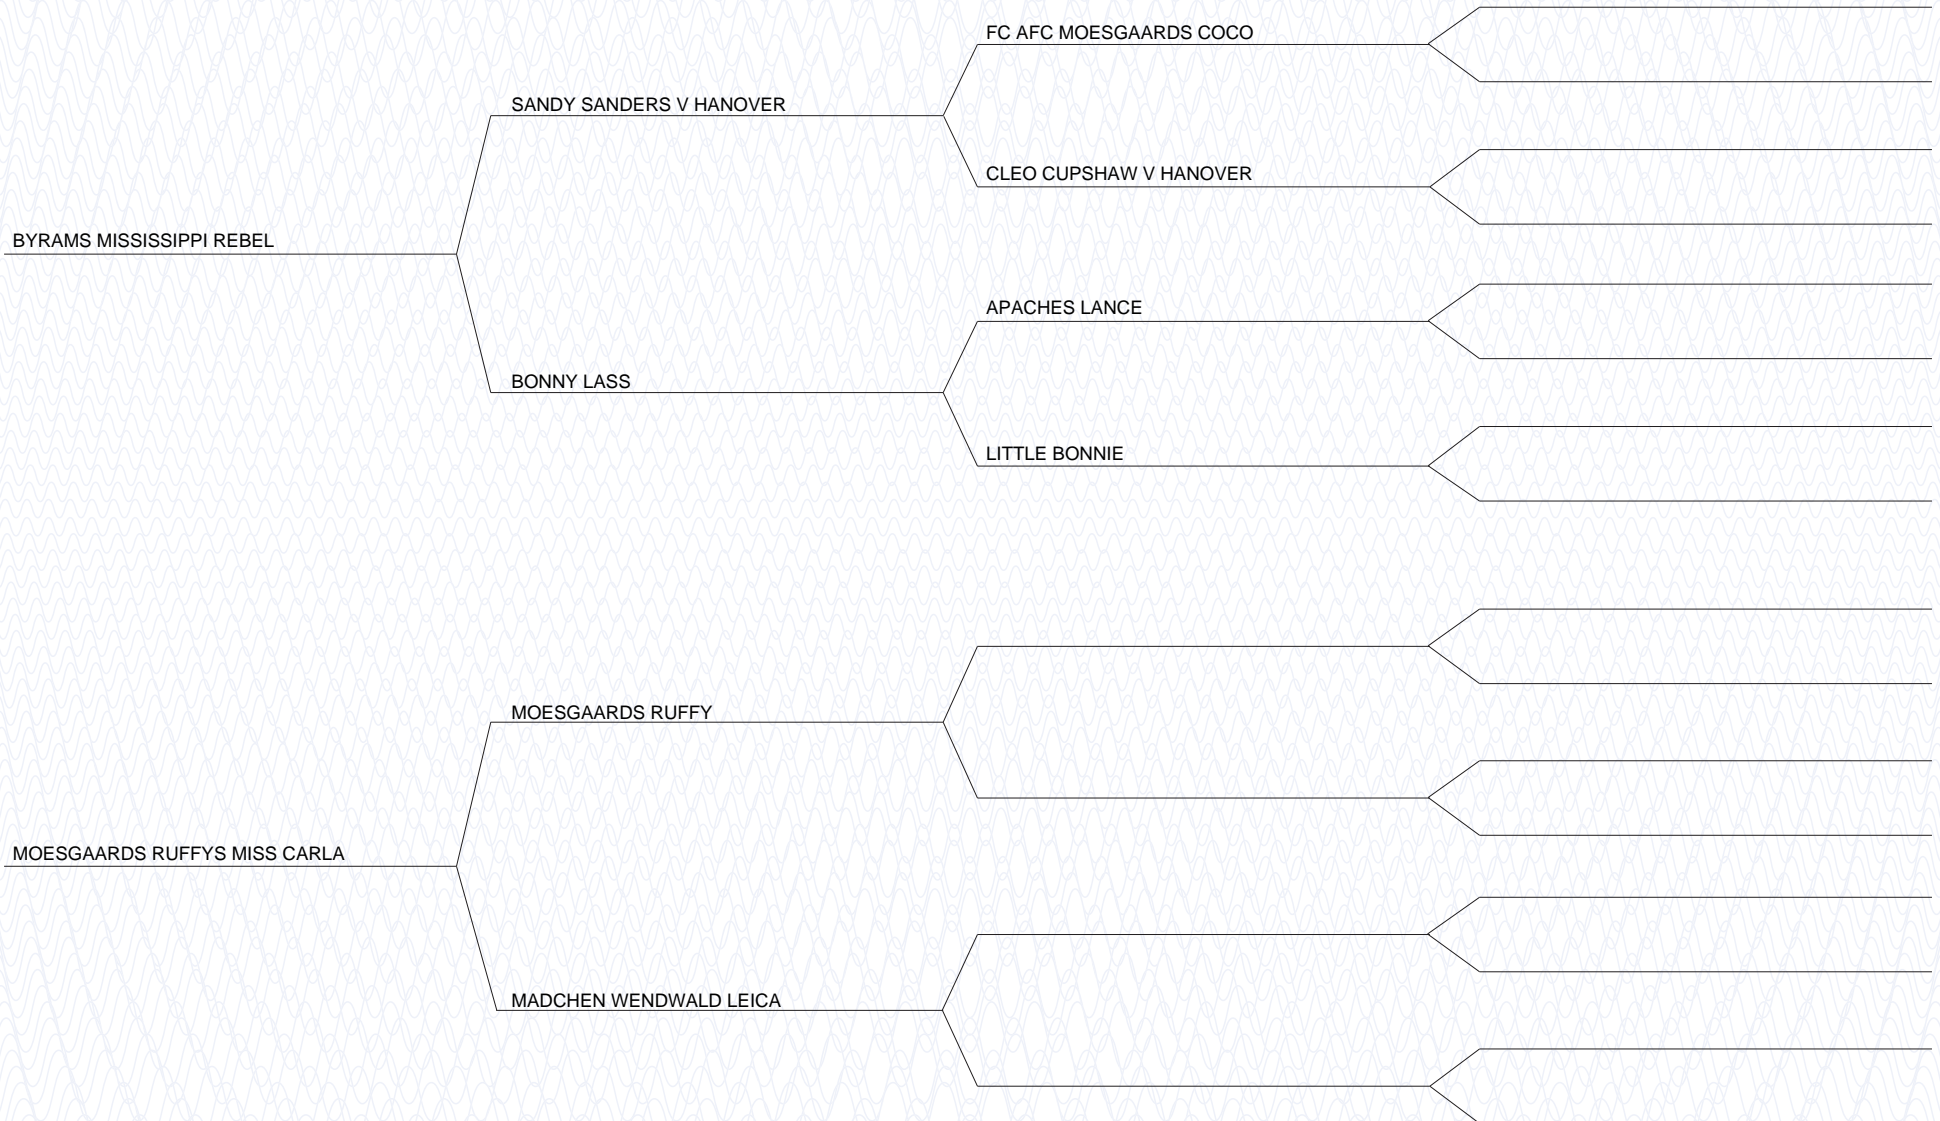 FC AFC MOESGAARDS COCO
SANDY SANDERS V HANOVER
CLEO CUPSHAW V HANOVER
BYRAMS MISSISSIPPI REBEL
APACHES LANCE
BONNY LASS
LITTLE BONNIE
MOESGAARDS RUFFY
MOESGAARDS RUFFYS MISS CARLA
MADCHEN WENDWALD LEICA